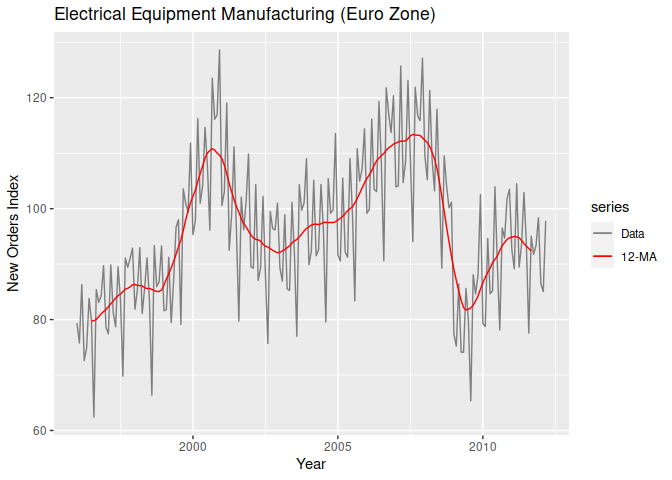 Electrical Equipment Manufacturing (Euro Zone)
New Orders Index
120
100
80
60
2000 2005 2010
Year
series
Data
12-MA